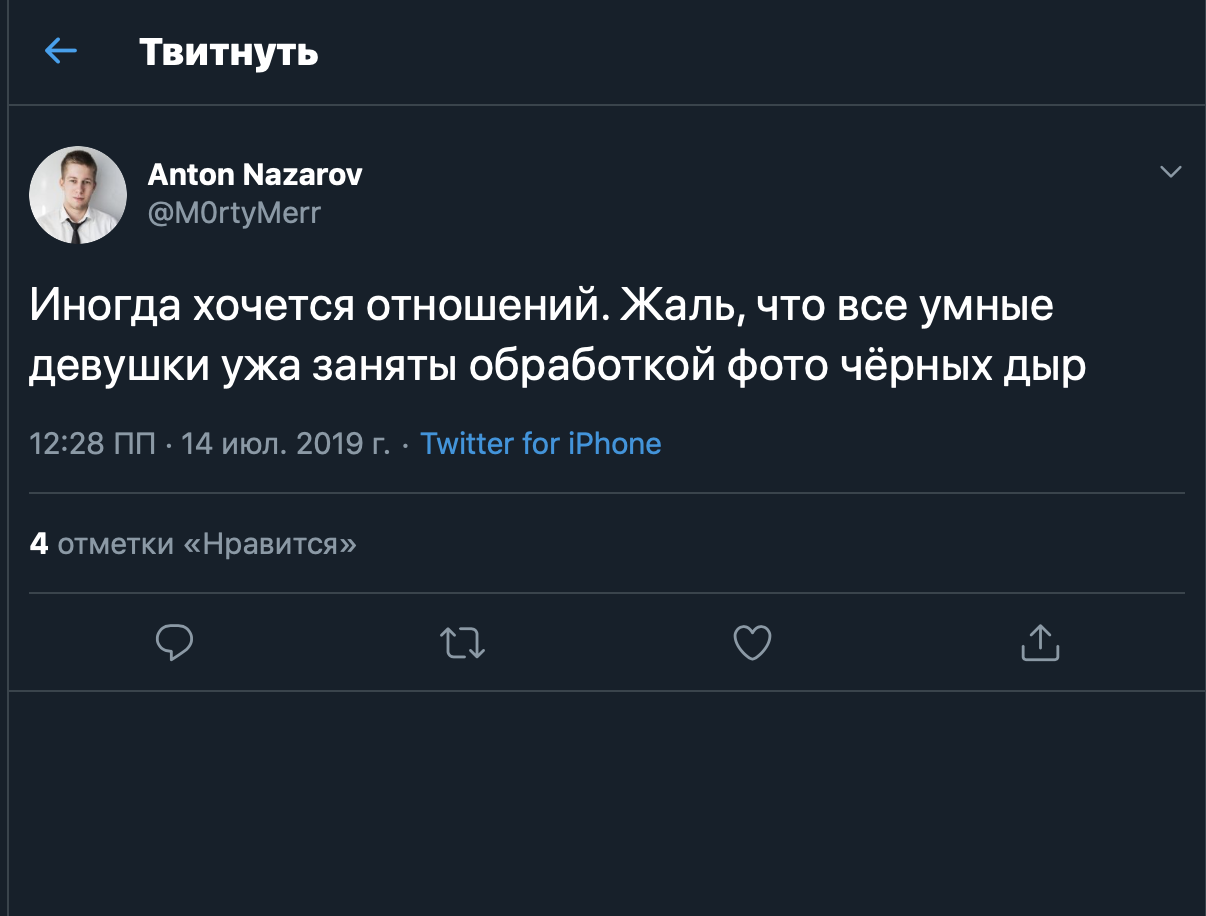 Твитнуть
Anton Nazarov
@M0rtyMerr
Иногда хочется отношений. Жаль, что все умные
девушки ужа заняты обработкой фото чёрных дыр
12:28 ПП · 14 июл. 2019 г. · Twitter for iPhone
4 отметки «Нравится»